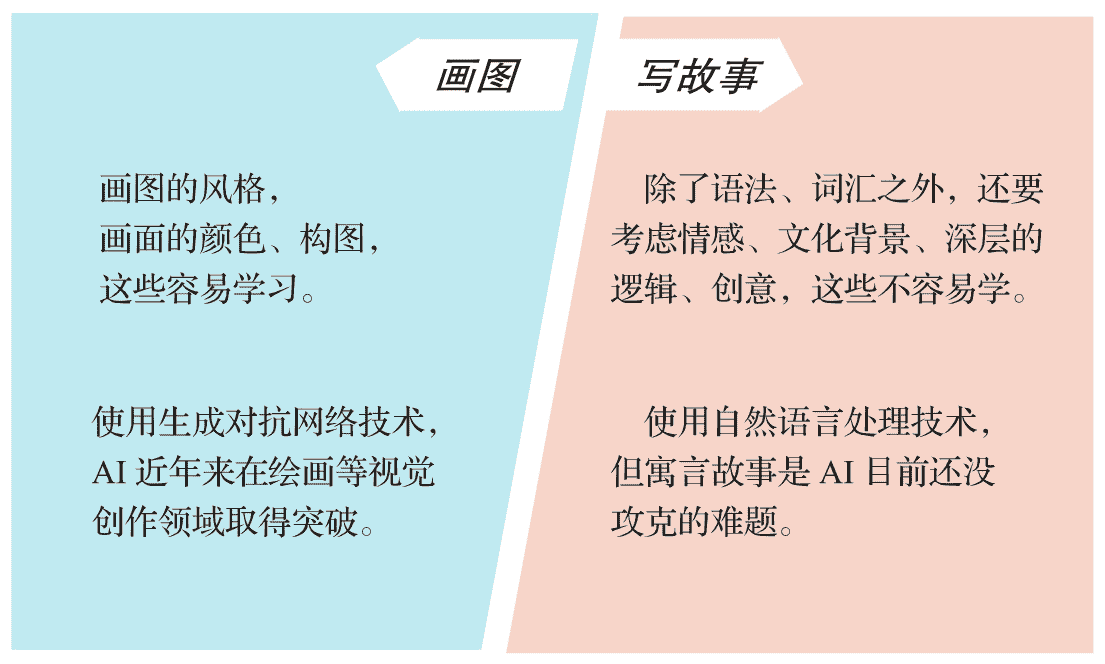 画图
画图的风格，
画面的颜色、构图，
这些容易学习。
使用生成对抗网络技术，
AI 近年来在绘画等视觉
创作领域取得突破。
写故事
除了语法、词汇之外，还要
考虑情感、文化背景、深层的
逻辑、创意，这些不容易学。
使用自然语言处理技术，
但寓言故事是 AI 目前还没
攻克的难题。